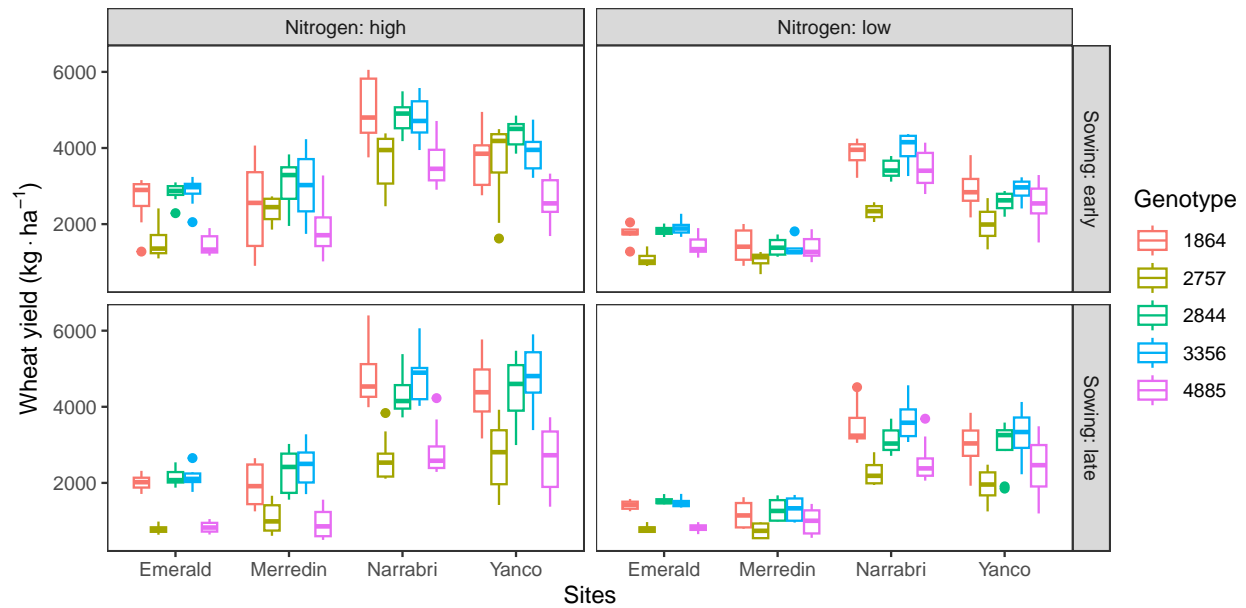 Nitrogen: high
Nitrogen: low
Wheat yield (kg · ha⁻¹)
6000
4000
2000
6000
4000
2000
Sowing: early
Sowing: late
Emerald Merredin Narrabri Yanco
Emerald Merredin Narrabri Yanco
Sites
Genotype
1864
2757
2844
3356
4885